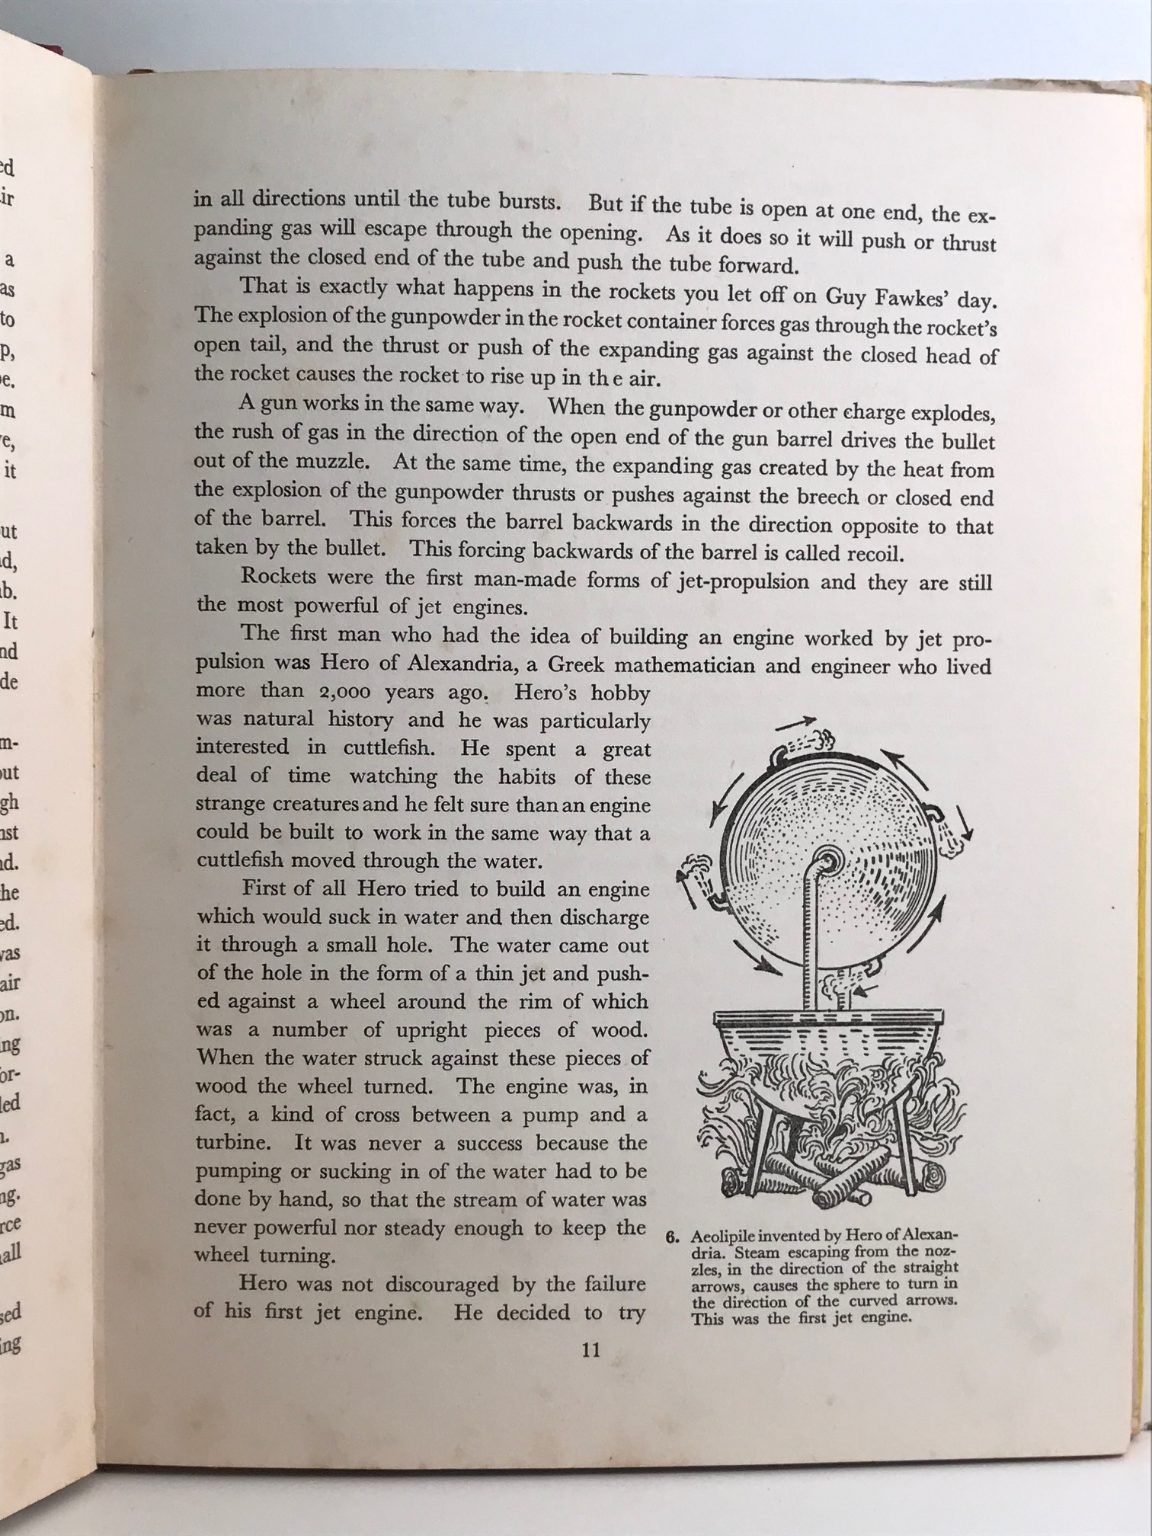 in all directions until the tube bursts. But if the tube is open at one end, the ex-
panding gas will escape through the opening. As it does so it will push or thrust
against the closed end of the tube and push the tube forward.
That is exactly what happens in the rockets you let off on Guy Fawkes' day.
The explosion of the gunpowder in the rocket container forces gas through the rocket's
open tail, and the thrust or push of the expanding gas against the closed head of
the rocket causes the rocket to rise up in the air.
A gun works in the same way. When the gunpowder or other charge explodes,
the rush of gas in the direction of the open end of the gun barrel drives the bullet
out of the muzzle. At the same time, the expanding gas created by the heat from
the explosion of the gunpowder thrusts or pushes against the breech or closed end
of the barrel. This forces the barrel backwards in the direction opposite to that
taken by the bullet. This forcing backwards of the barrel is called recoil.
Rockets were the first man-made forms of jet-propulsion and they are still
the most powerful of jet engines.
The first man who had the idea of building an engine worked by jet pro-
pulsion was Hero of Alexandria, a Greek mathematician and engineer who lived
more than 2,000 years ago. Hero's hobby
was natural history and he was particularly
interested in cuttlefish. He spent a great
deal of time watching the habits of these
strange creatures and he felt sure than an engine
could be built to work in the same way that a
cuttlefish moved through the water.
First of all Hero tried to build an engine
which would suck in water and then discharge
it through a small hole. The water came out
of the hole in the form of a thin jet and push-
ed against a wheel around the rim of which
was a number of upright pieces of wood.
When the water struck against these pieces of
wood the wheel turned. The engine was, in
fact, a kind of cross between a pump and a
turbine. It was never a success because the
pumping or sucking in of the water had to be
done by hand, so that the stream of water was
never powerful nor steady enough to keep the
wheel turning.
Hero was not discouraged by the failure
of his first jet engine. He decided to try
6. Aeolipile invented by Hero of Alexan-
dria. Steam escaping from the noz-
zles, in the direction of the straight
arrows, causes the sphere to turn in
the direction of the curved arrows.
This was the first jet engine.
11